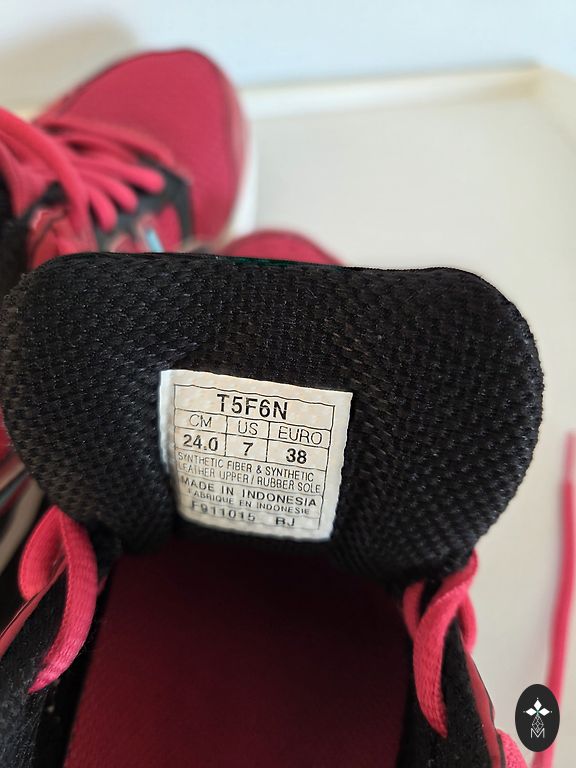 T5F6N
CM US EURO
24.0 7 38
SYNTHETIC FIBER & SYNTHETIC
LEATHER UPPER / RUBBER SOLE
MADE IN INDONESIA
FABRIQUE EN INDONESIE
F911015 RJ
M